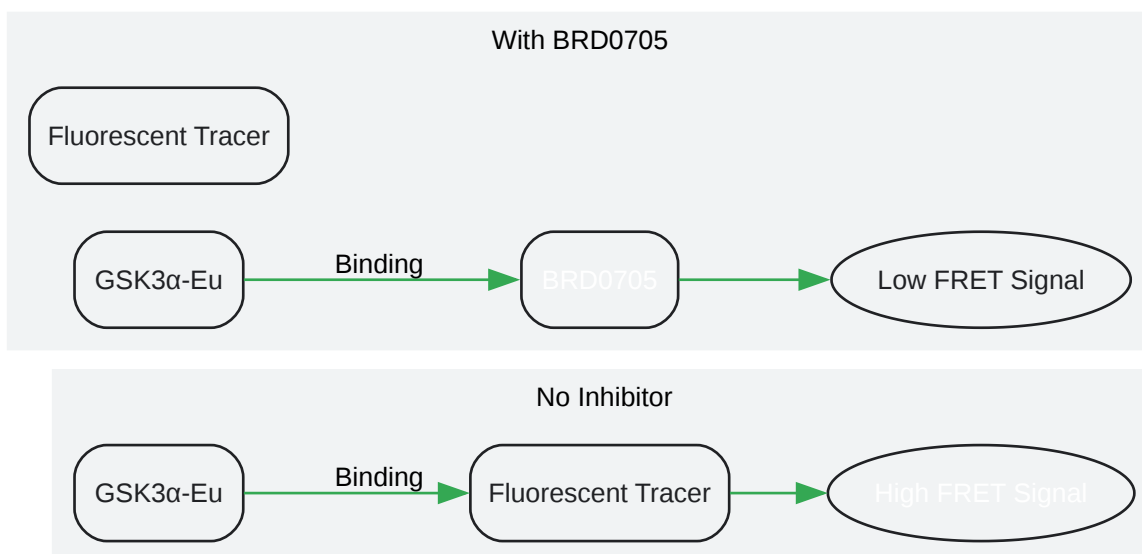 With BRD0705
Fluorescent Tracer
GSK3α-Eu
Binding
BRD0705
Low FRET Signal
No Inhibitor
GSK3α-Eu
Binding
Fluorescent Tracer
High FRET Signal